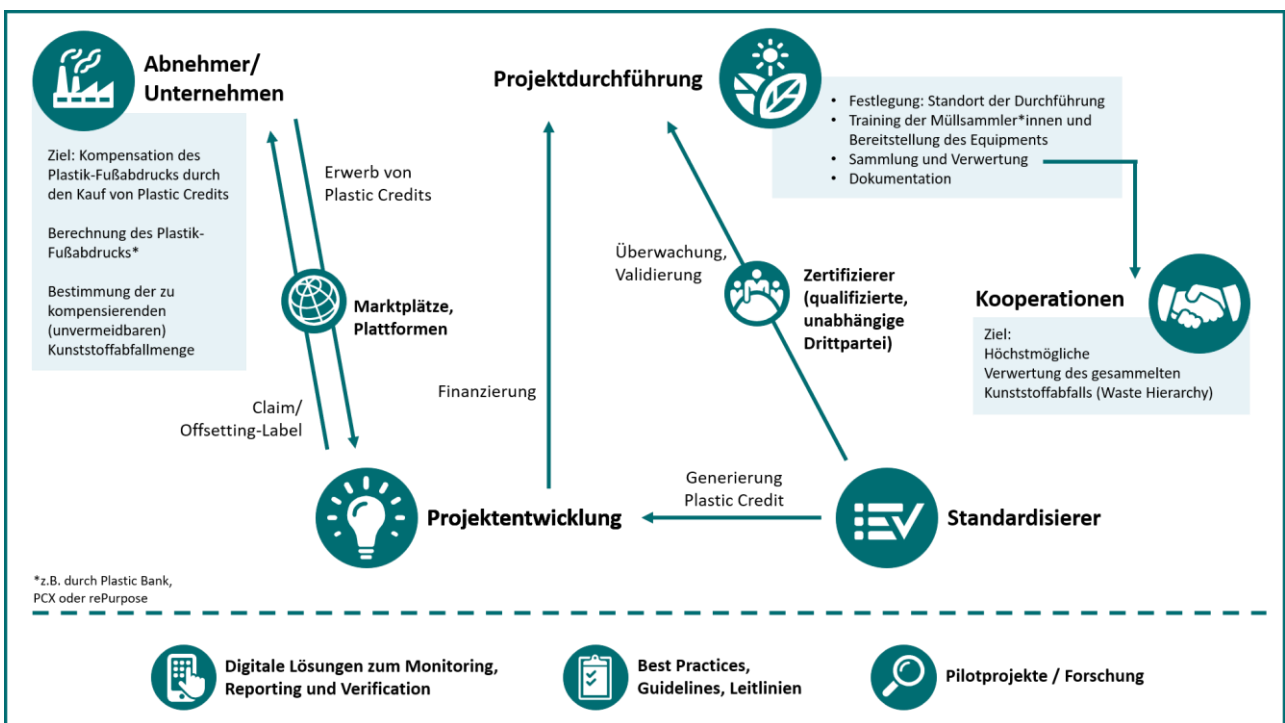 Abnehmer/
Unternehmen
Ziel: Kompensation des
Plastik-Fußabdrucks durch
den Kauf von Plastic Credits
Berechnung des Plastik-
Fußabdrucks*
Bestimmung der zu
kompensierenden
(unvermeidbaren)
Kunststoffabfallmenge
Erwerb von
Plastic Credits
Marktplätze,
Plattformen
Claim/
Offsetting-Label
Projektdurchführung
• Festlegung: Standort der Durchführung
• Training der Müllsammler*innen und
Bereitstellung des Equipments
• Sammlung und Verwertung
• Dokumentation
Überwachung,
Validierung
Zertifizierer
(qualifizierte,
unabhängige
Drittpartei)
Kooperationen
Ziel:
Höchstmögliche
Verwertung des gesammelten
Kunststoffabfalls (Waste Hierarchy)
Finanzierung
Generierung
Plastic Credit
Projektentwicklung
Standardisierer
*z.B. durch Plastic Bank,
PCX oder rePurpose
Digitale Lösungen zum Monitoring,
Reporting und Verification
Best Practices,
Guidelines, Leitlinien
Pilotprojekte / Forschung